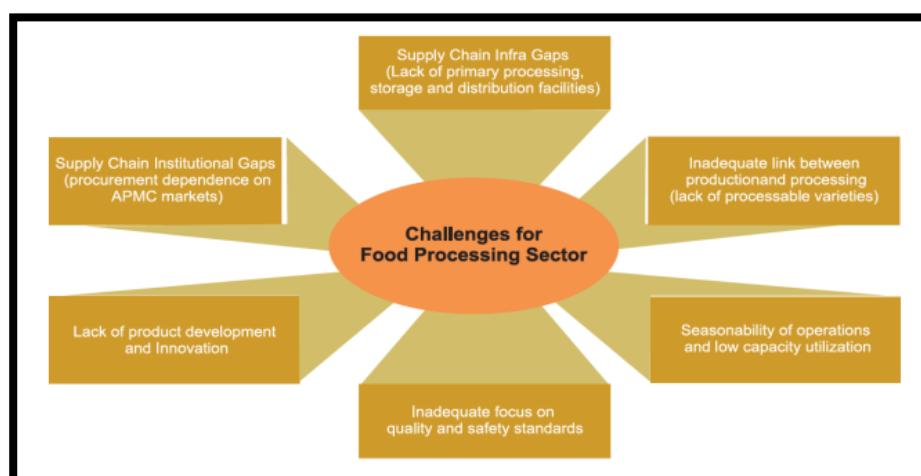 Supply Chain Infra Gaps
(Lack of primary processing,
storage and distribution facilities)
Supply Chain Institutional Gaps
(procurement dependence on
APMC markets)
Inadequate link between
productionand processing
(lack of processable varieties)
Challenges for
Food Processing Sector
Lack of product development
and Innovation
Seasonability of operations
and low capacity utilization
Inadequate focus on
quality and safety standards